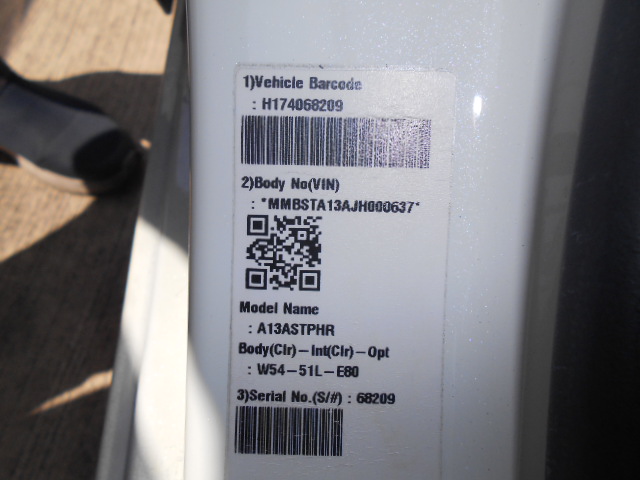 1)Vehicle Barcode
: H174068209
2)Body No(VIN)
: *MMBSTA13AJH000637*
Model Name
: A13ASTPHR
Body(Clr)–Int(Clr)–Opt
: W54–51L–E80
3)Serial No.(S/#) : 68209